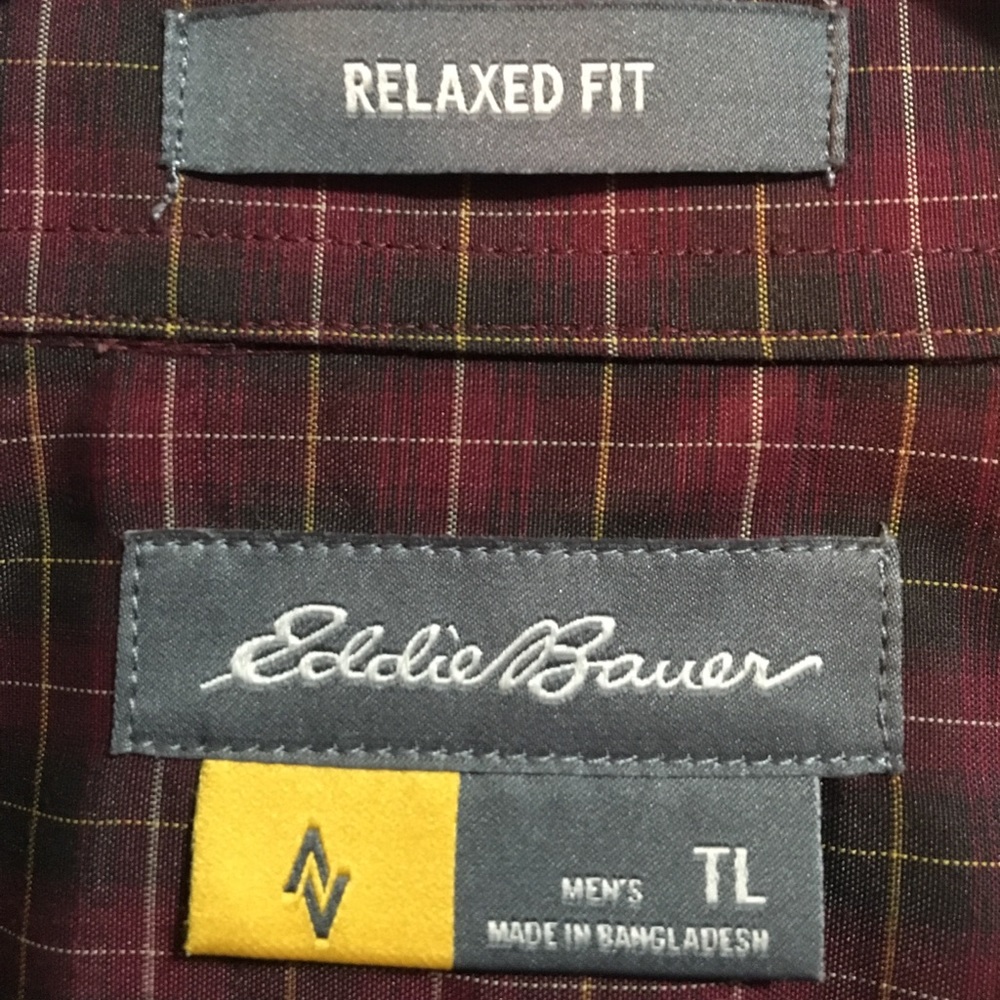 RELAXED FIT
Eddie Bauer
MEN'S TL
MADE IN BANGLADESH